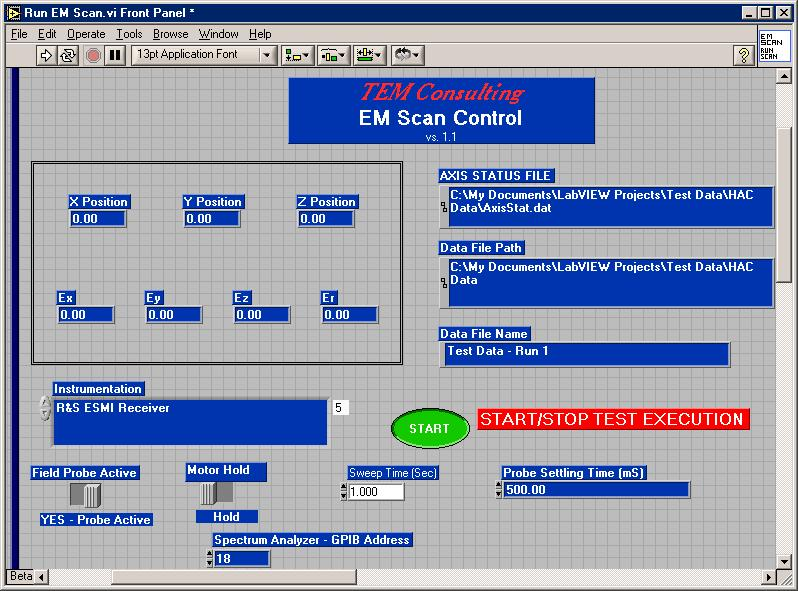 Run EM Scan.vi Front Panel *
File Edit Operate Tools Browse Window Help
13pt Application Font
?
EM
SCAN
RUN
SCAN
TEM Consulting
EM Scan Control
vs. 1.1
X Position
Y Position
Z Position
0.00
0.00
0.00
Ex
Ey
Ez
Er
0.00
0.00
0.00
0.00
AXIS STATUS FILE
C:\My Documents\LabVIEW Projects\Test Data\HAC
Data\AxisStat.dat
Data File Path
C:\My Documents\LabVIEW Projects\Test Data\HAC
Data
Data File Name
Test Data - Run 1
Instrumentation
R&S ESMI Receiver
5
START
START/STOP TEST EXECUTION
Field Probe Active
YES - Probe Active
Motor Hold
Hold
Sweep Time (Sec)
1.000
Probe Settling Time (mS)
500.00
Spectrum Analyzer - GPIB Address
18
Beta